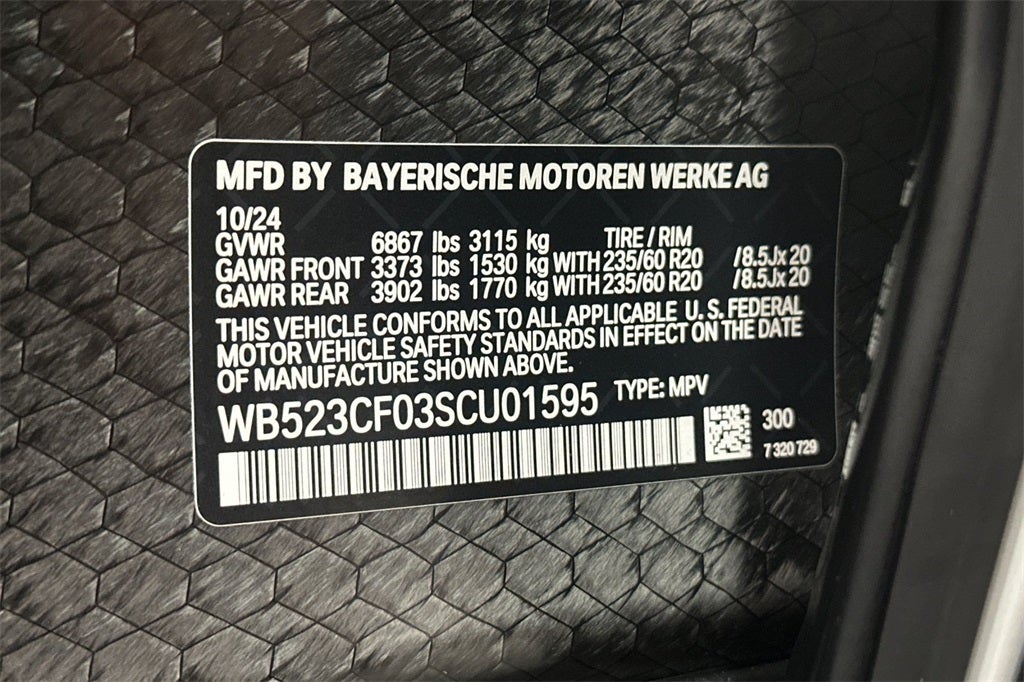 MFD BY BAYERISCHE MOTOREN WERKE AG
10/24
GVWR 6867 lbs 3115 kg TIRE / RIM
GAWR FRONT 3373 lbs 1530 kg WITH 235/60 R20 /8.5Jx20
GAWR REAR 3902 lbs 1770 kg WITH 235/60 R20 /8.5Jx20
THIS VEHICLE CONFORMS TO ALL APPLICABLE U.S. FEDERAL
MOTOR VEHICLE SAFETY STANDARDS IN EFFECT ON THE DATE
OF MANUFACTURE SHOWN ABOVE.
WB523CF03SCU01595 TYPE: MPV
300
7 320 729